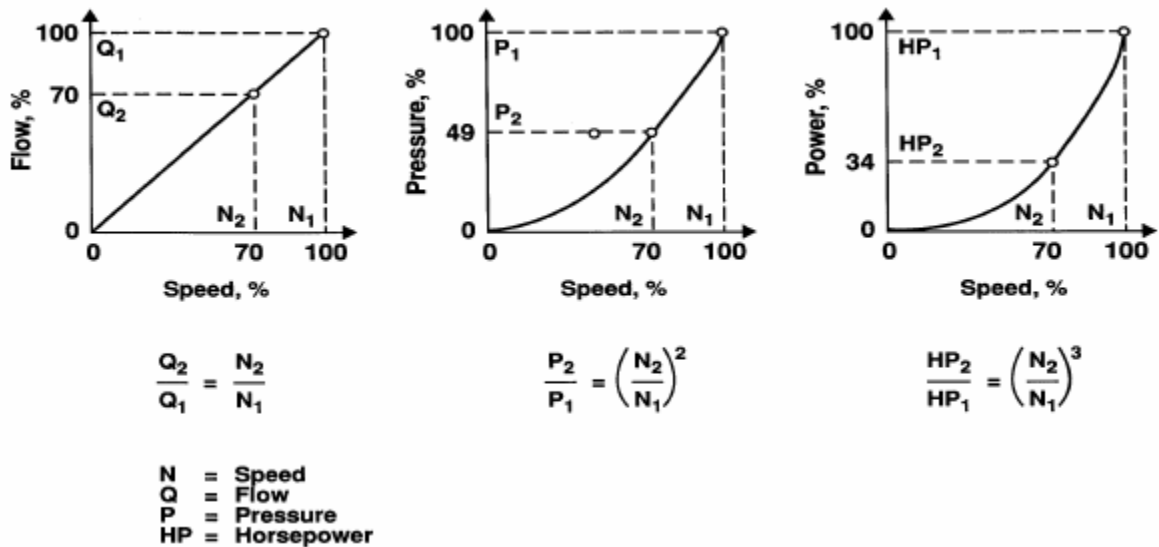 100
Q1
70
Q2
Flow, %
0
N2
N1
0
70
100
Speed, %
100
P1
49
P2
Pressure, %
0
N2
N1
0
70
100
Speed, %
100
HP1
34
HP2
Power, %
0
N2
N1
0
70
100
Speed, %
Q2/Q1 = N2/N1
P2/P1 = (N2/N1)²
HP2/HP1 = (N2/N1)³
N = Speed
Q = Flow
P = Pressure
HP = Horsepower